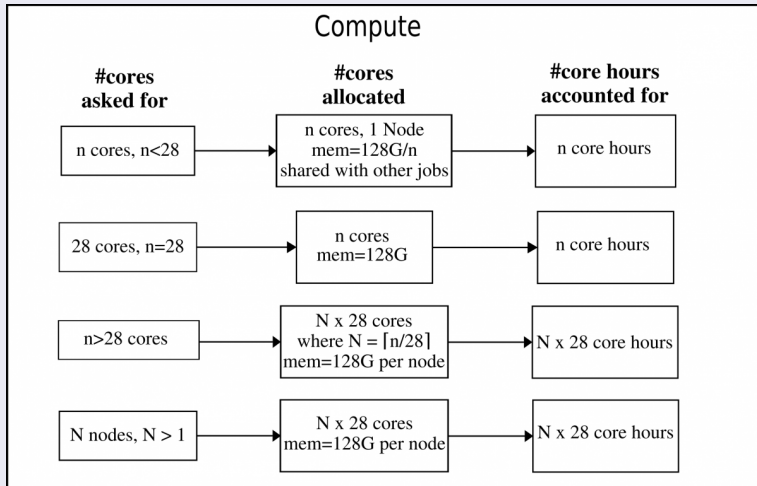 Compute
#cores
asked for
#cores
allocated
#core hours
accounted for
n cores, n<28
n cores, 1 Node
mem=128G/n
shared with other jobs
n core hours
28 cores, n=28
n cores
mem=128G
n core hours
n>28 cores
N x 28 cores
where N = ⌈n/28⌉
mem=128G per node
N x 28 core hours
N nodes, N > 1
N x 28 cores
mem=128G per node
N x 28 core hours